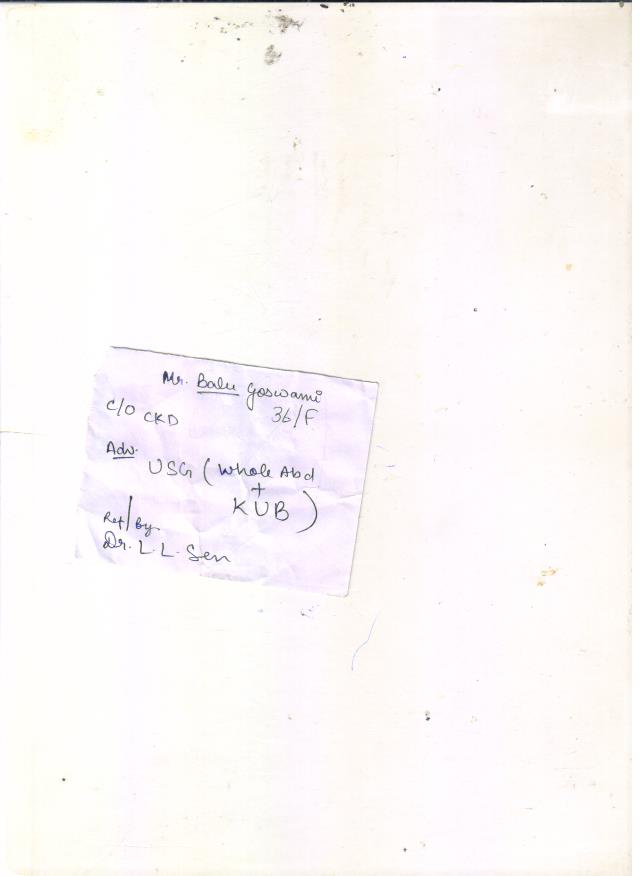 Mr. Balu Goswami
36/F
C/O CKD
Adv.
USG (Whole Abd
+
KUB)
Ref/By
Dr. L. L. Sen